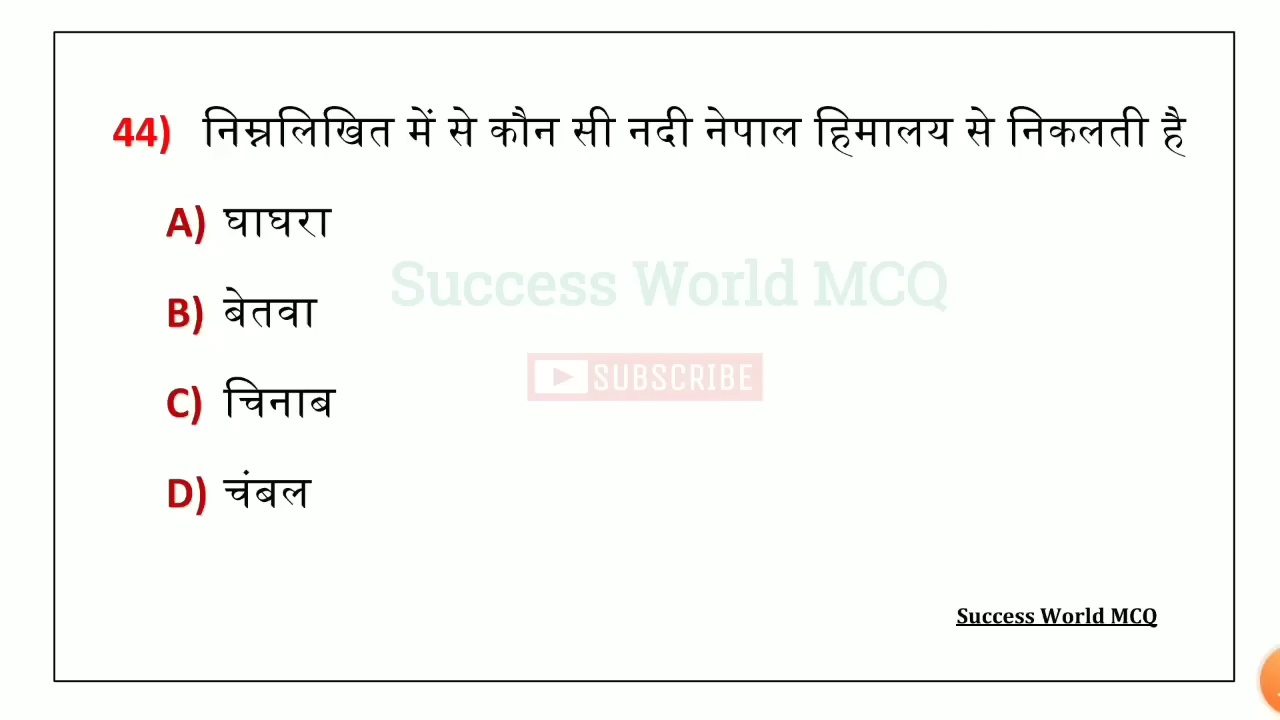 44) निम्नलिखित में से कौन सी नदी नेपाल हिमालय से निकलती है
A) घाघरा
Success World MCQ
B) बेतवा
SUBSCRIBE
C) चिनाब
D) चंबल
Success World MCQ